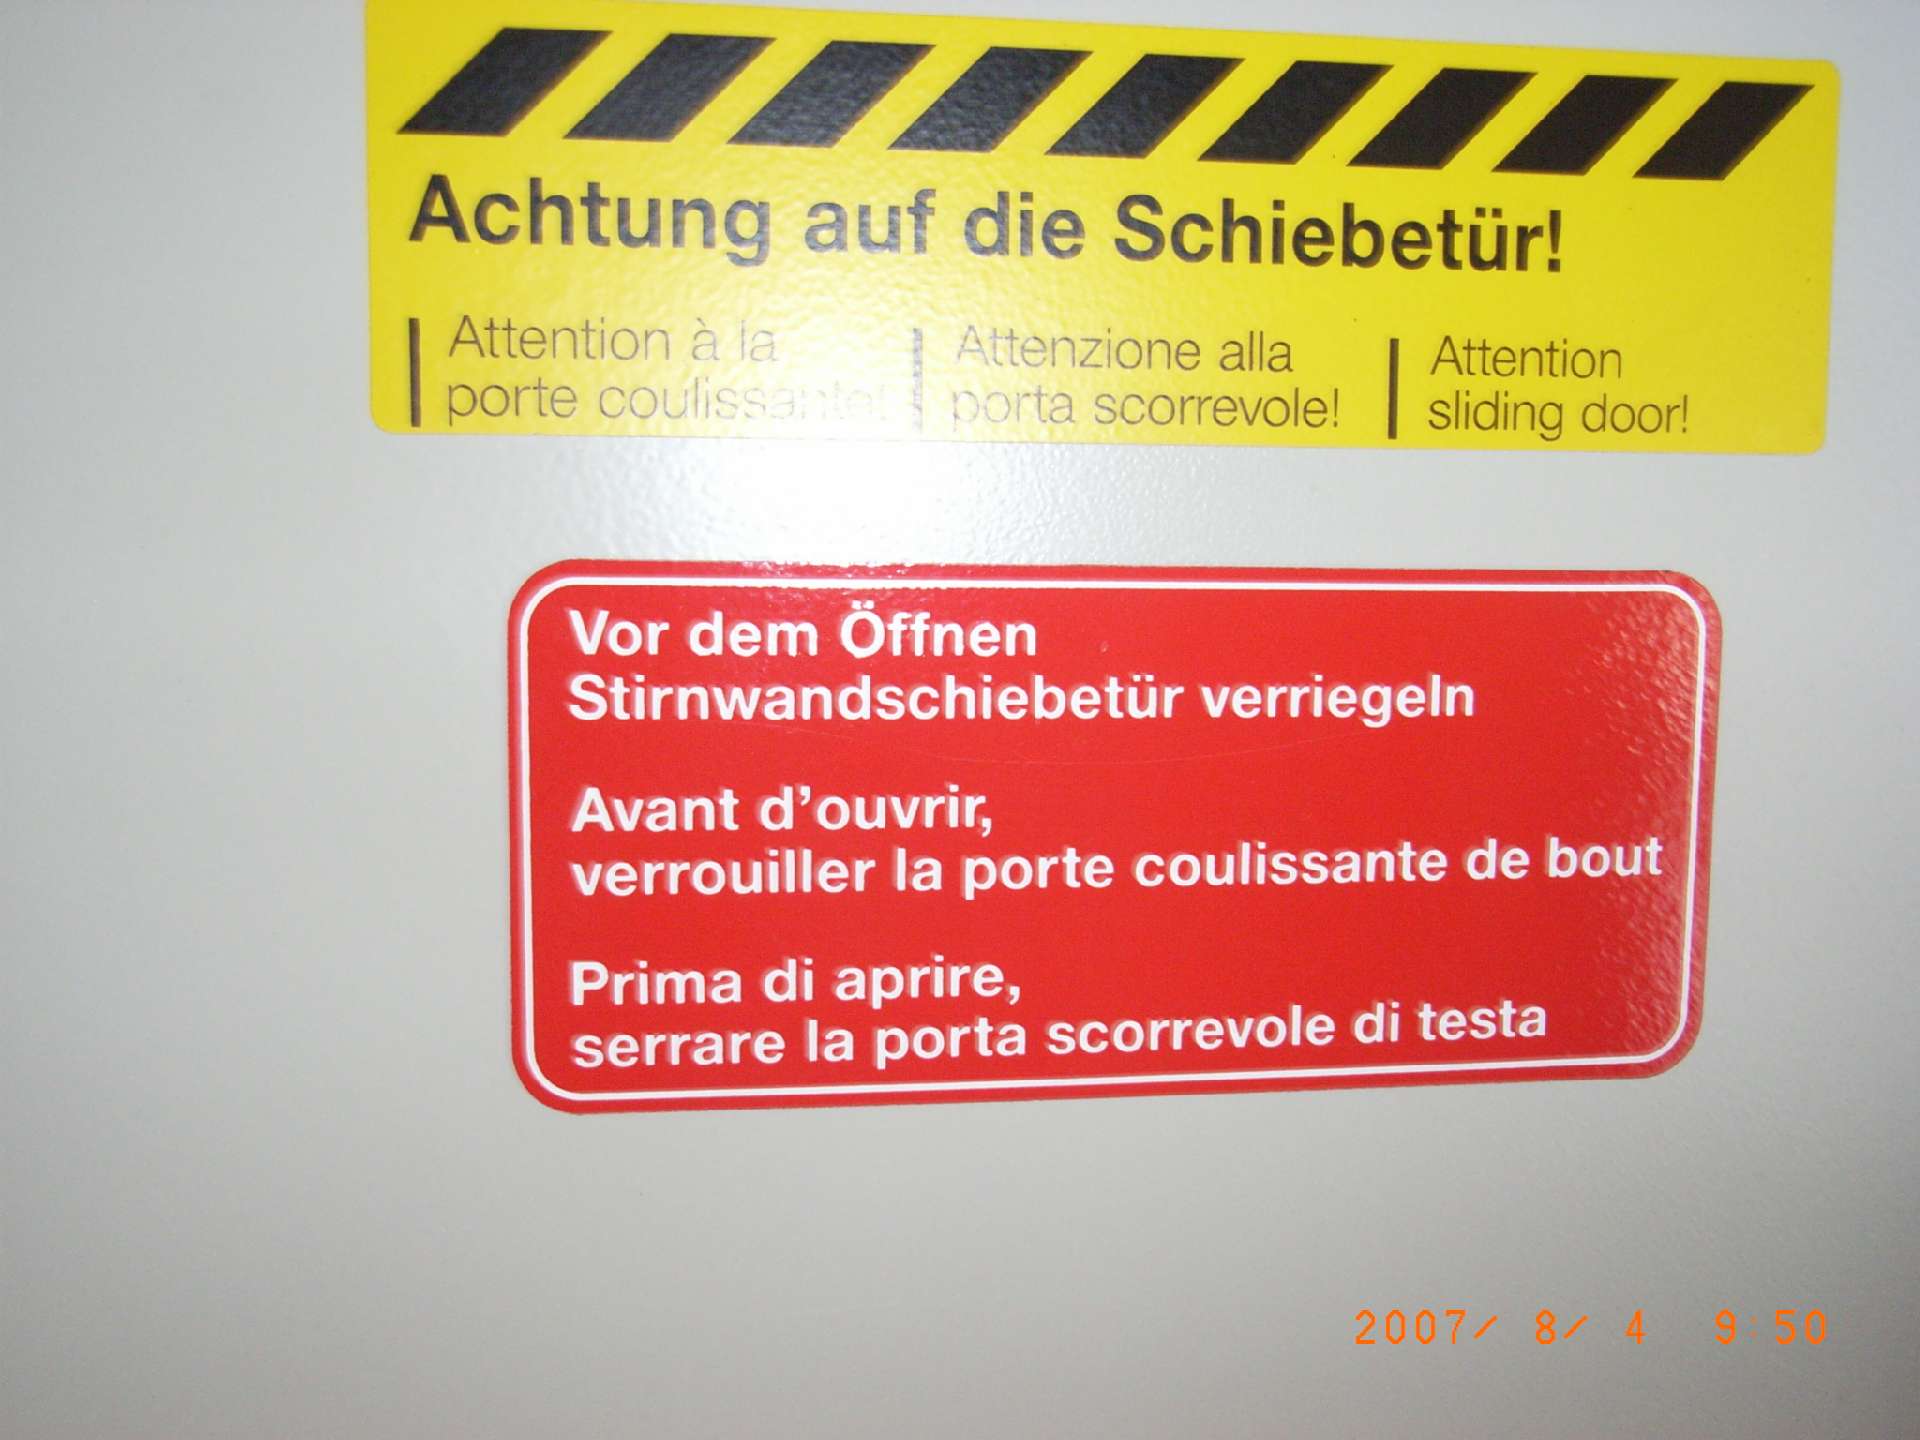 Achtung auf die Schiebetür!
Attention à la
porte coulissante!
Attenzione alla
porta scorrevole!
Attention
sliding door!
Vor dem Öffnen
Stirnwandschiebetür verriegeln
Avant d'ouvrir,
verrouiller la porte coulissante de bout
Prima di aprire,
serrare la porta scorrevole di testa
2007/ 8/ 4 9:50